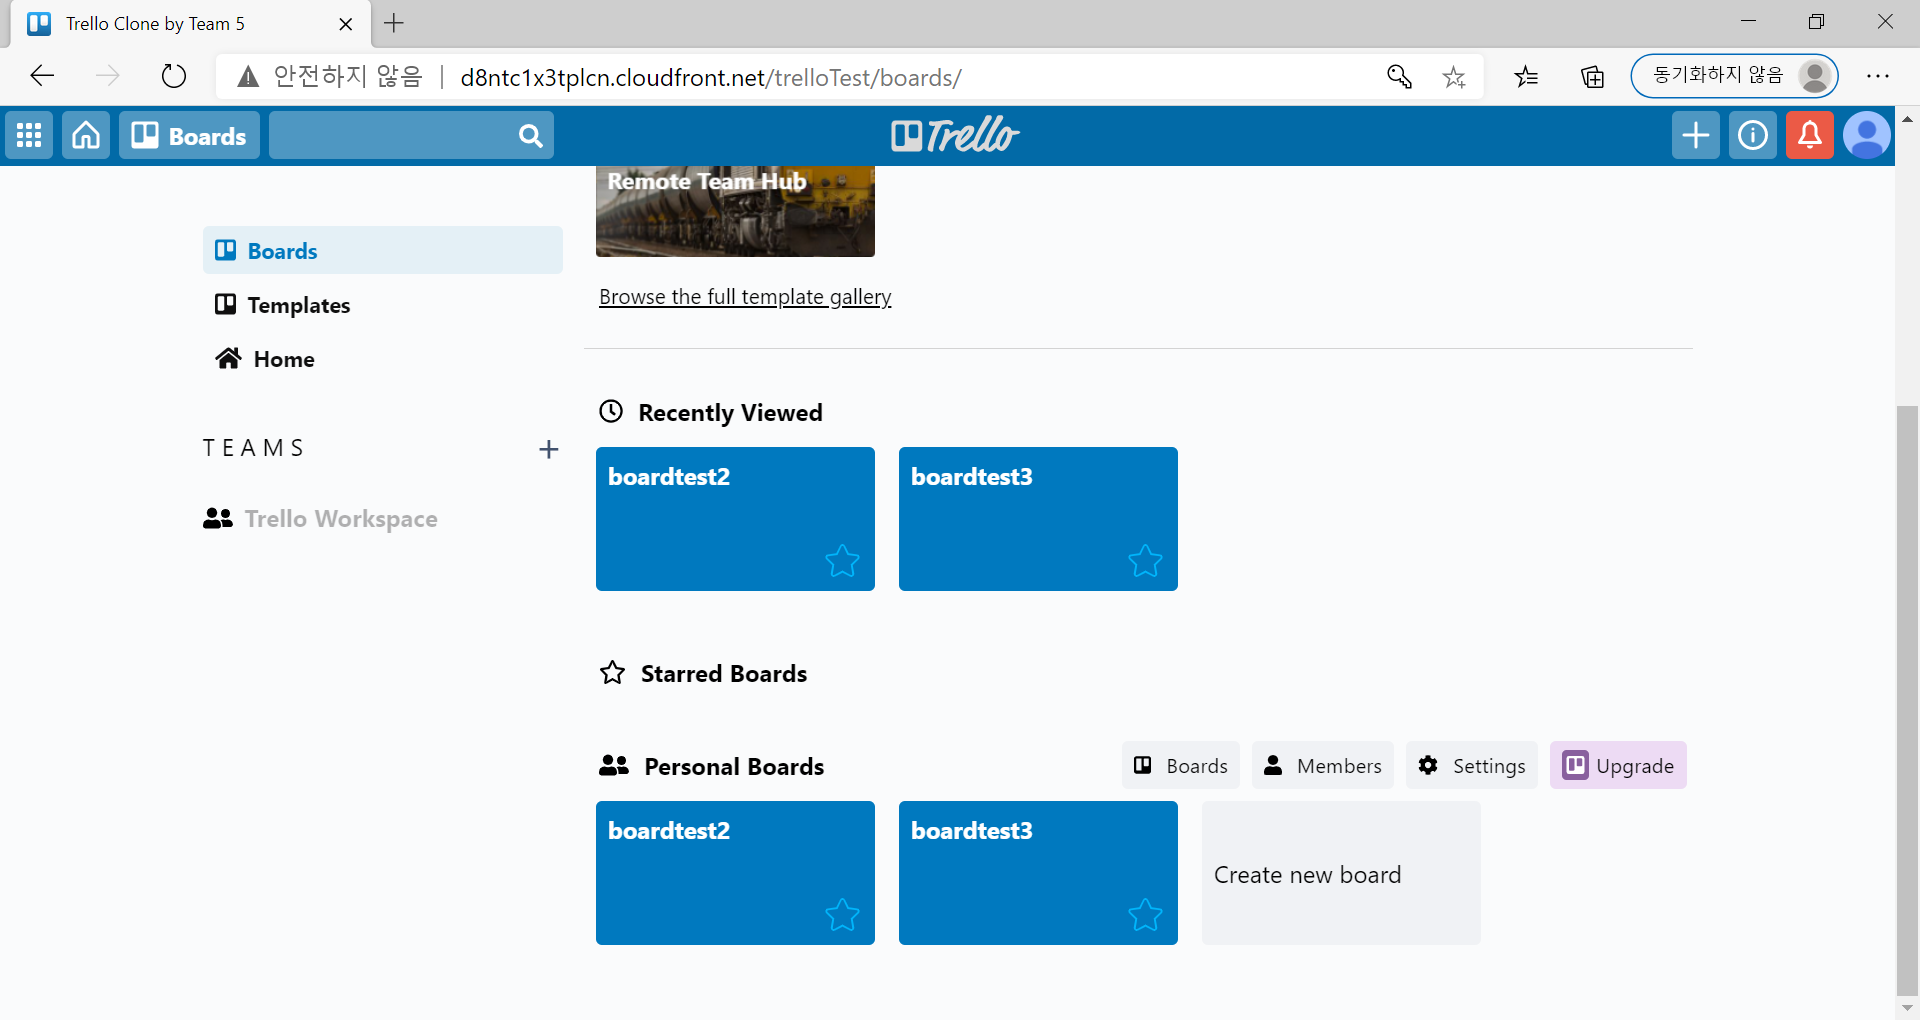 Trello Clone by Team 5
안전하지 않음
d8ntc1x3tplcn.cloudfront.net/trelloTest/boards/
동기화하지 않음
Boards
Trello
Remote Team Hub
Browse the full template gallery
Boards
Templates
Home
TEAMS
Trello Workspace
Recently Viewed
boardtest2
boardtest3
Starred Boards
Personal Boards
Boards
Members
Settings
Upgrade
boardtest2
boardtest3
Create new board